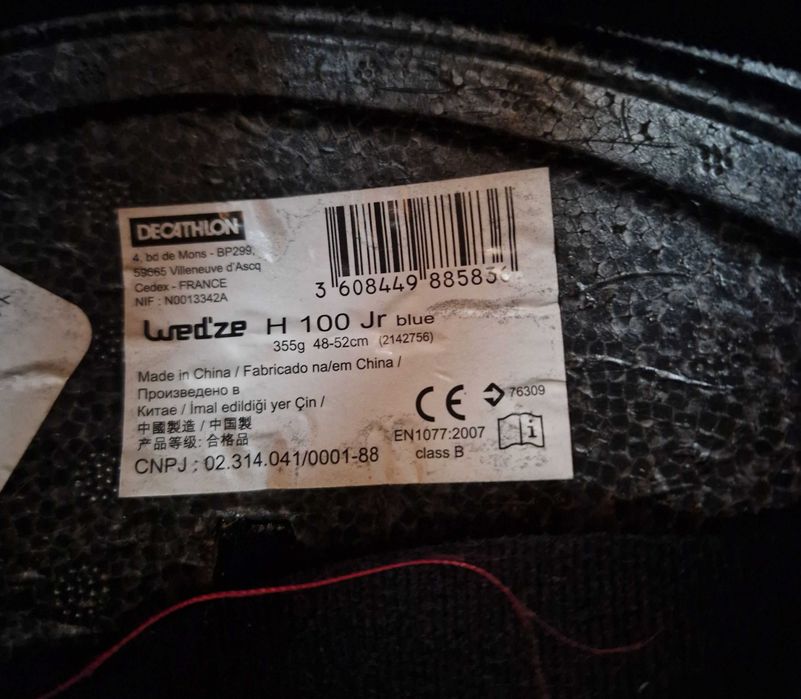 DECATHLON
4, bd de Mons - BP299,
59665 Villeneuve d'Ascq
Cedex - FRANCE
NIF : N0013342A
3 608449 885836
Wed'ze H 100 Jr blue
355g 48-52cm (2142756)
Made in China / Fabricado na/em China /
Произведено в
Китае / İmal edildiği yer Çin /
中國製造 / 中国製
产品等级: 合格品
CNPJ : 02.314.041/0001-88
76309
EN1077:2007
class B
CE